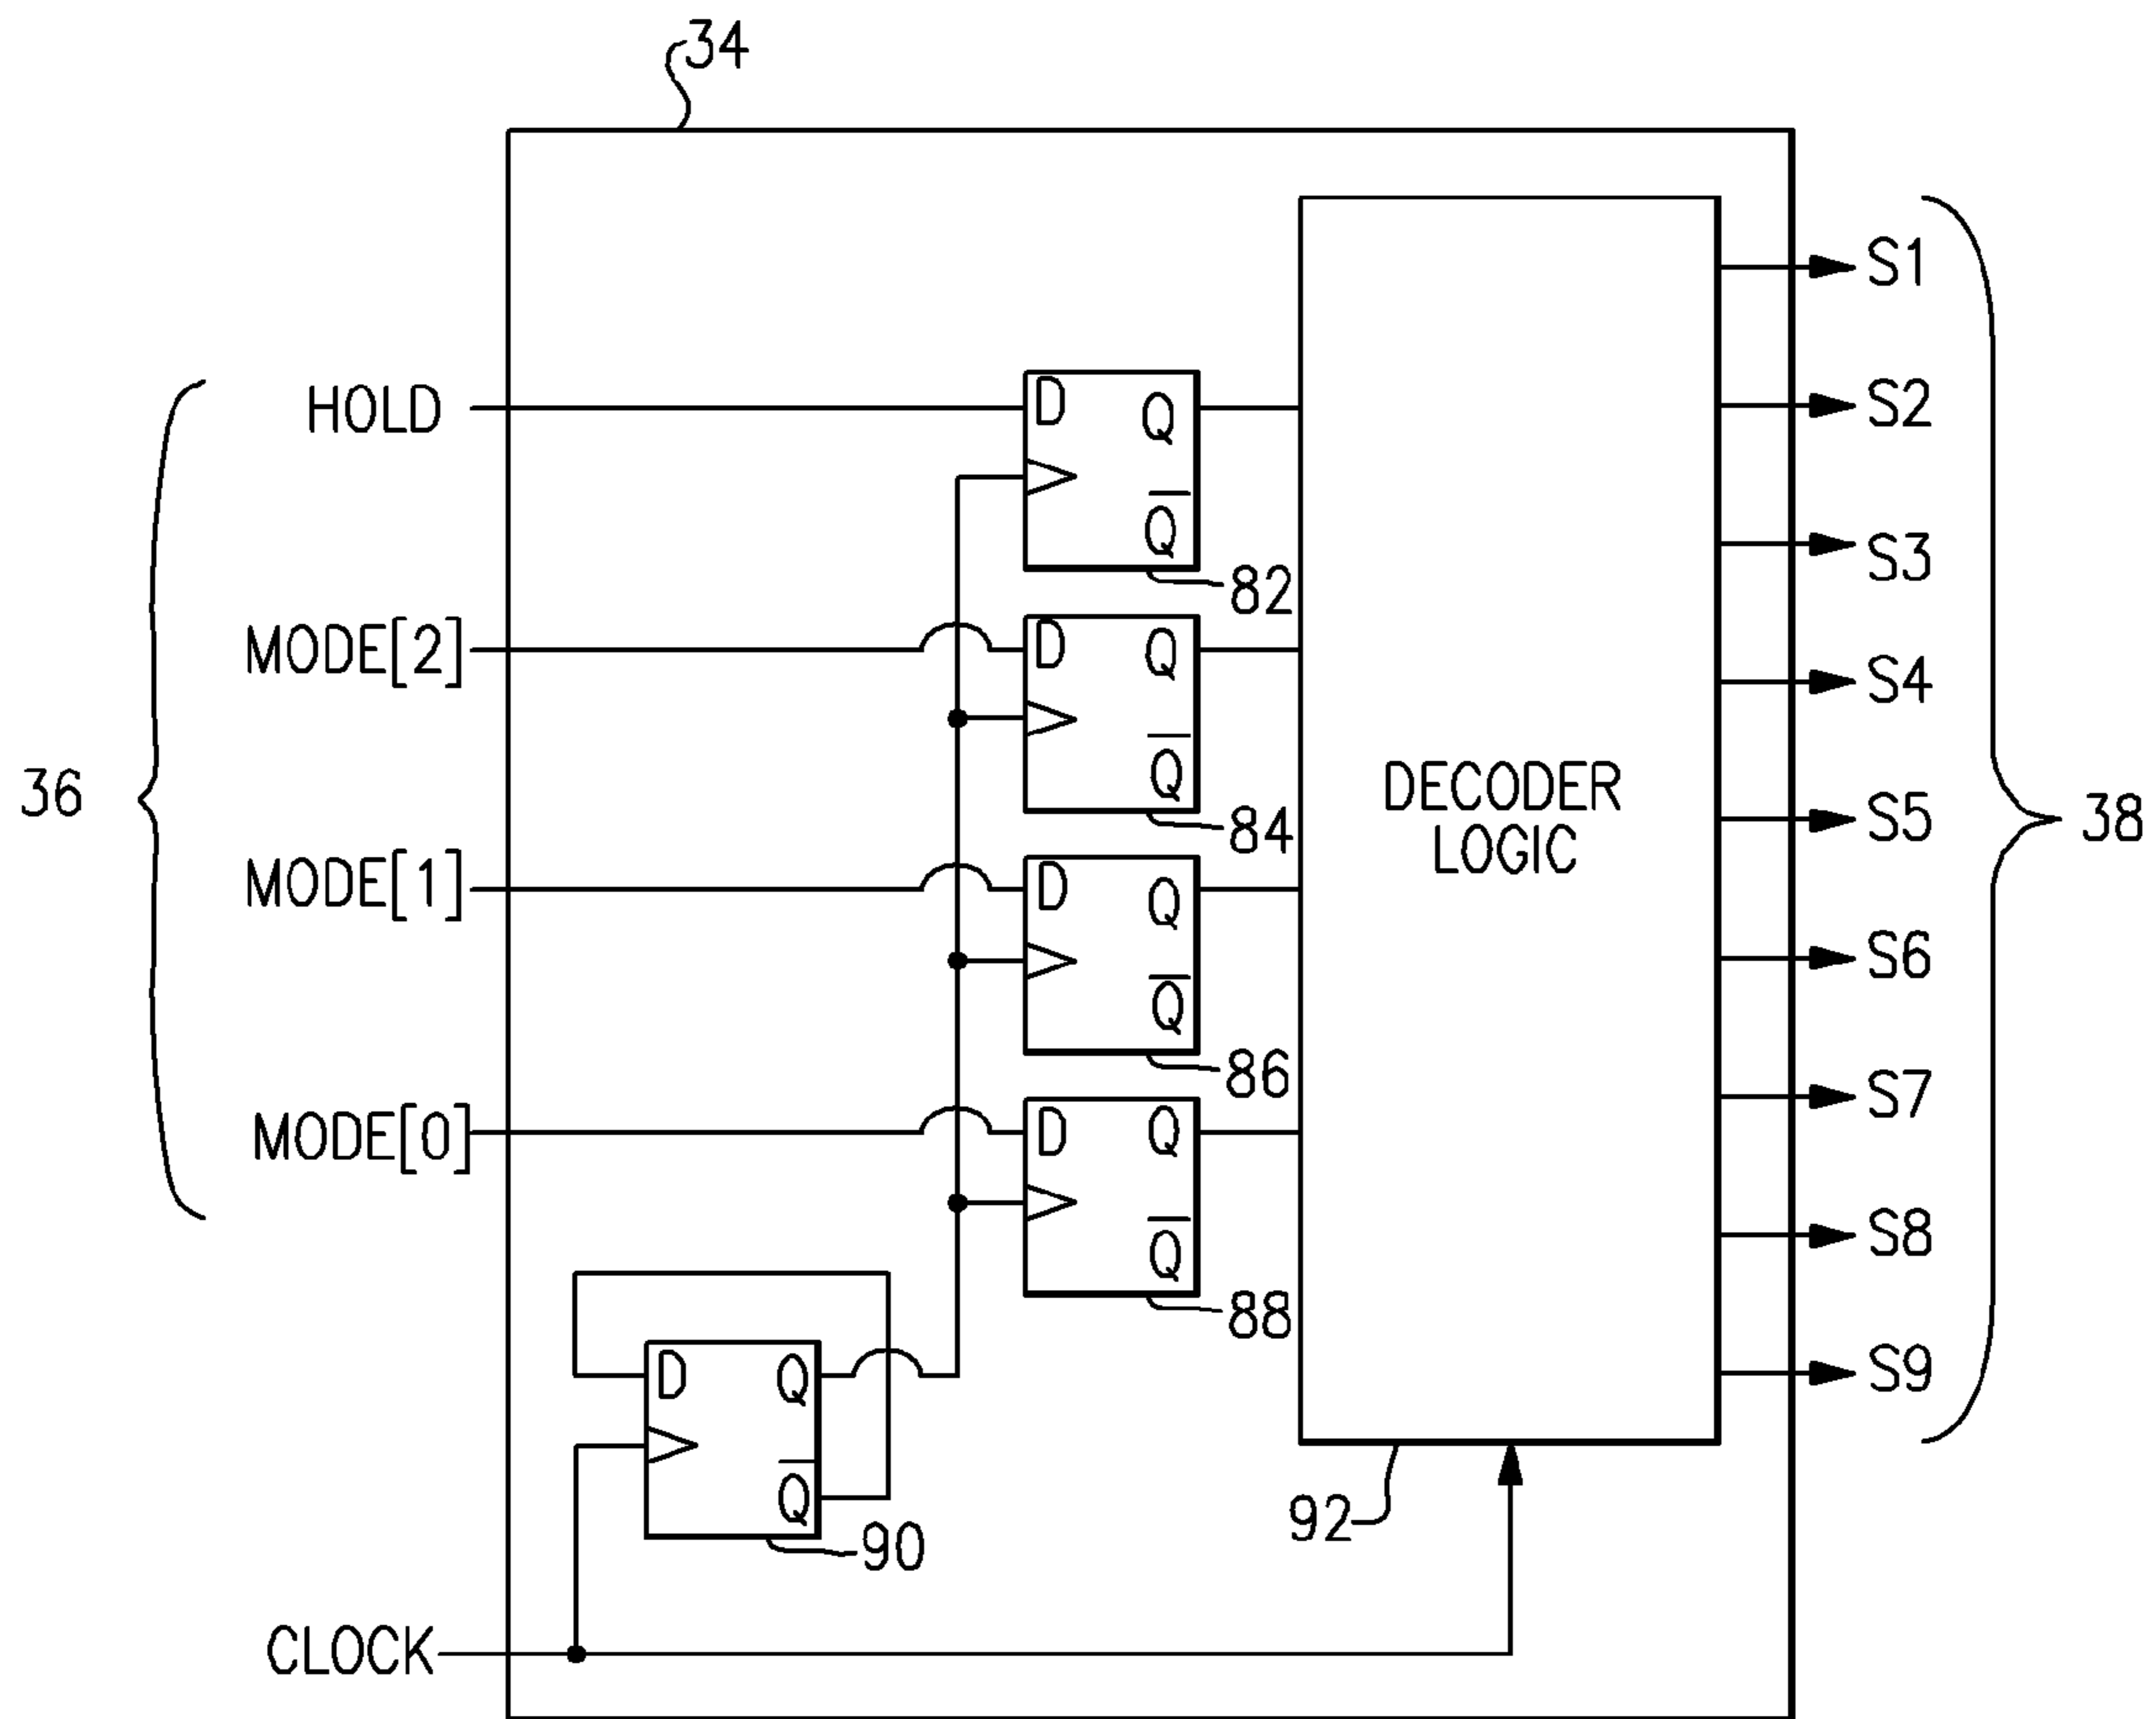 34
S1
HOLD
D
Q
S2
Q̅
S3
82
MODE[2]
D
Q
S4
36
Q̅
DECODER
LOGIC
84
S5
38
MODE[1]
D
Q
S6
Q̅
86
S7
MODE[0]
D
Q
S8
Q̅
88
D
Q
S9
Q̅
90
92
CLOCK